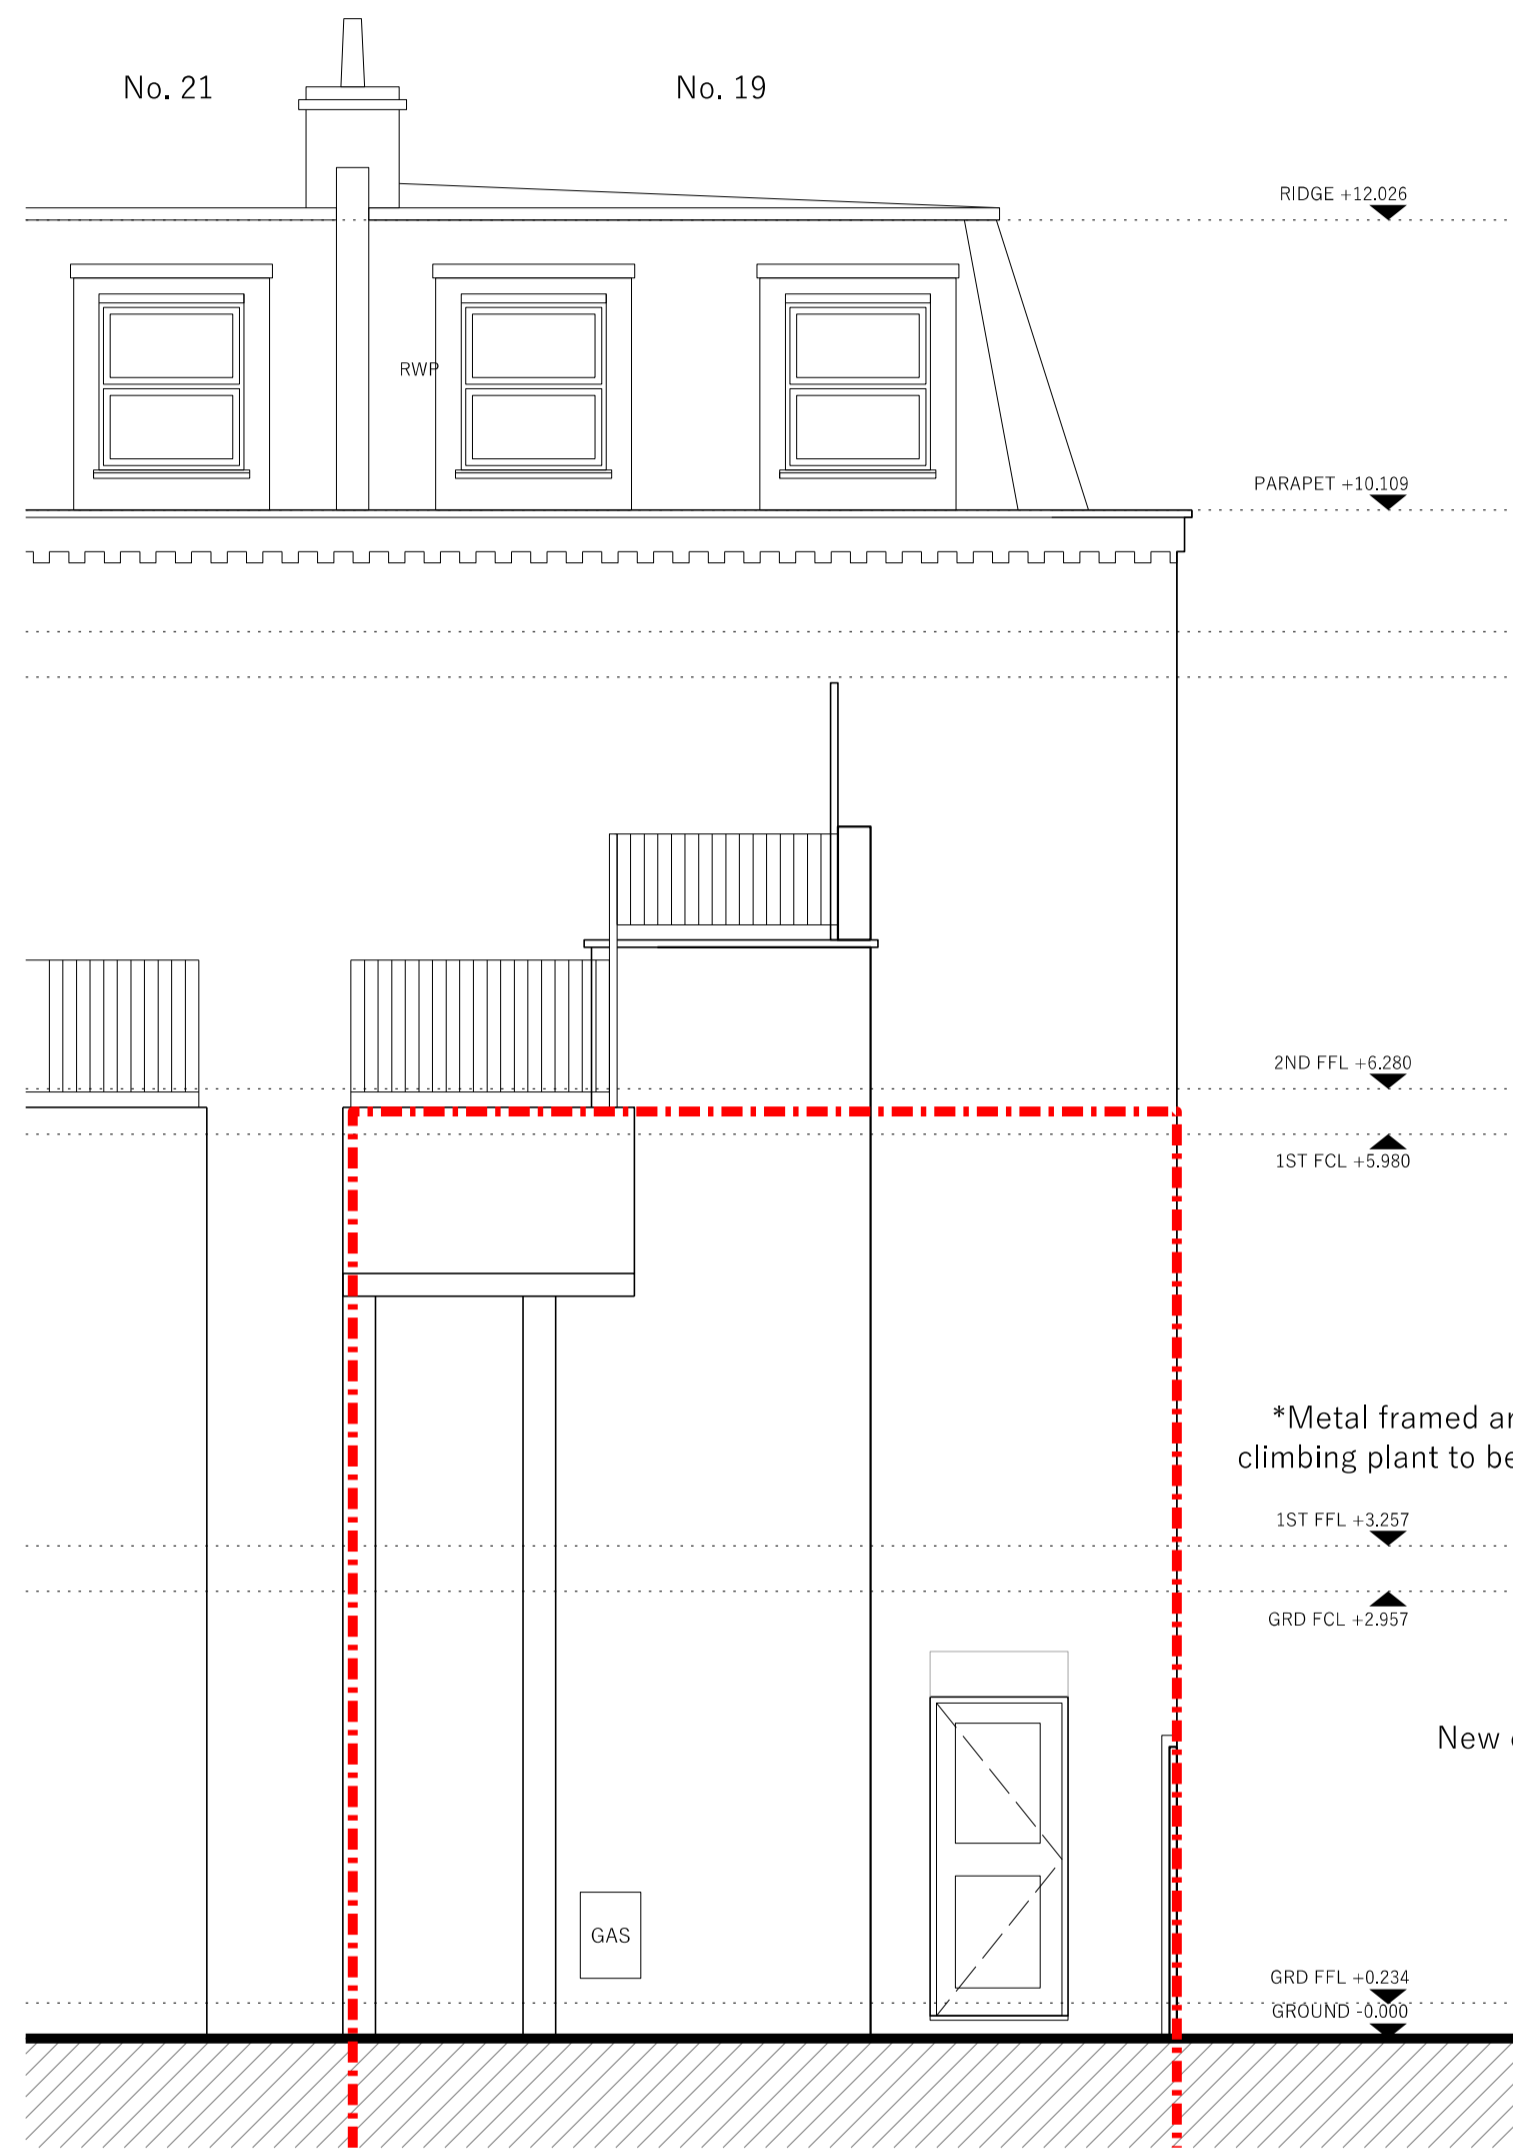 No. 21
No. 19
RIDGE +12.026
RWP
PARAPET +10.109
2ND FFL +6.280
1ST FCL +5.980
*Metal framed
climbing plant to be
1ST FFL +3.257
GRD FCL +2.957
New
GAS
GRD FFL +0.234
GROUND -0.000